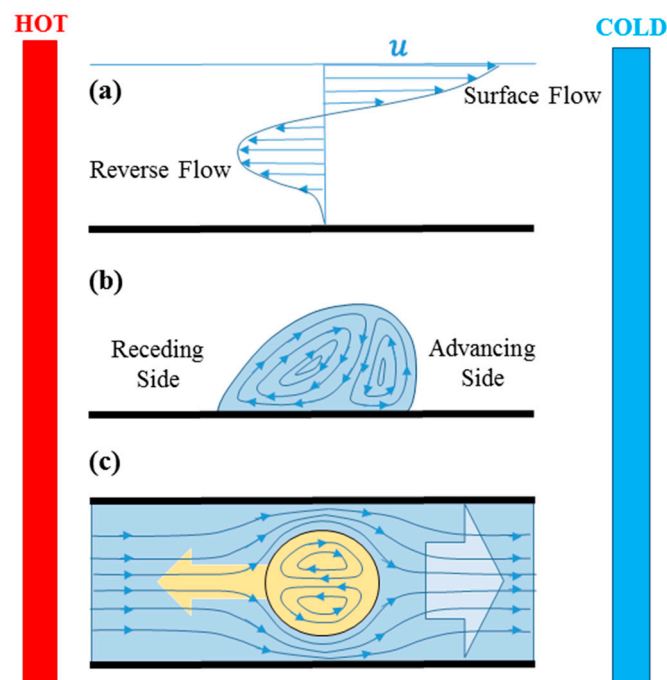 HOT
COLD
u
(a)
Surface Flow
Reverse Flow
(b)
Receding
Side
Advancing
Side
(c)